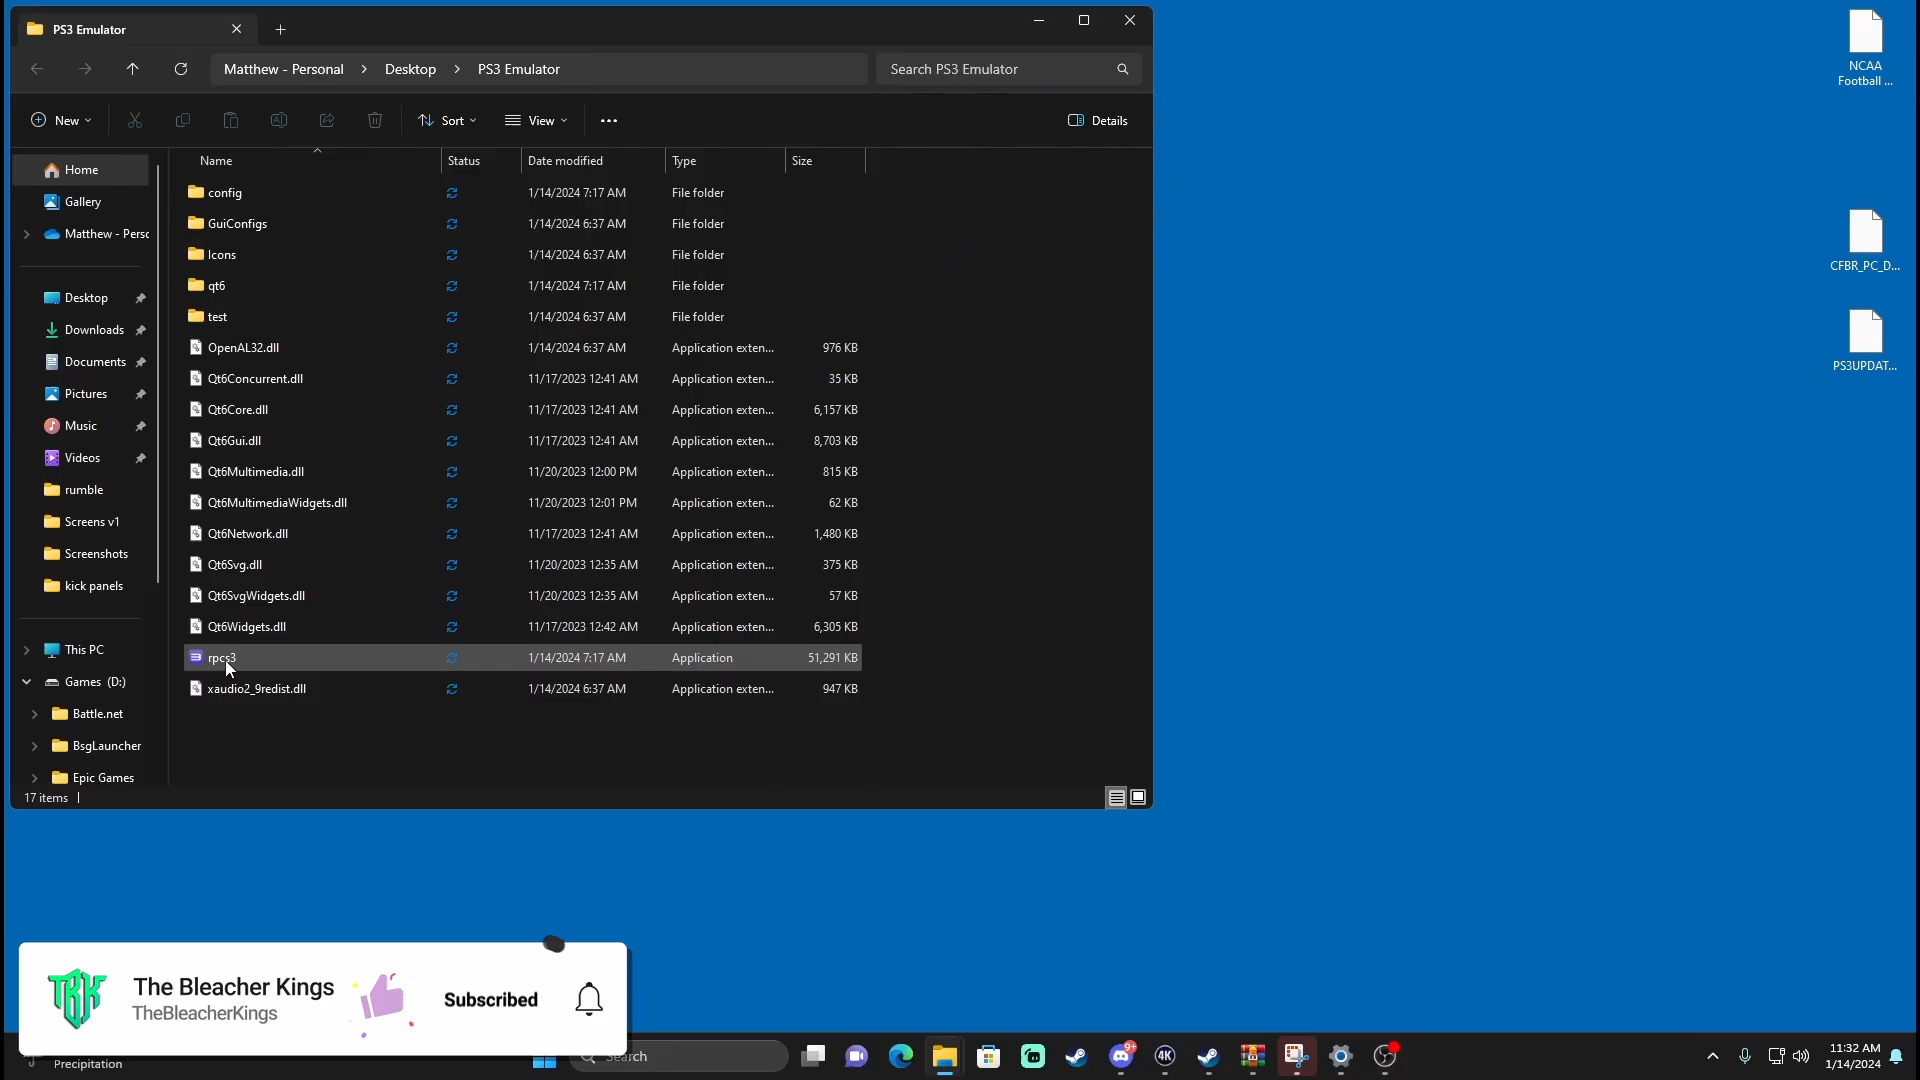 PS3 Emulator
Matthew - Personal > Desktop > PS3 Emulator
Search PS3 Emulator
New
Sort
View
Details
Home
Gallery
Matthew - Perso
Desktop
Downloads
Documents
Pictures
Music
Videos
rumble
Screens v1
Screenshots
kick panels
This PC
Games (D:)
Battle.net
BsgLauncher
Epic Games
Name Status Date modified Type Size
config 1/14/2024 7:17 AM File folder
GuiConfigs 1/14/2024 6:37 AM File folder
Icons 1/14/2024 6:37 AM File folder
qt6 1/14/2024 7:17 AM File folder
test 1/14/2024 6:37 AM File folder
OpenAL32.dll 1/14/2024 6:37 AM Application exten... 976 KB
Qt6Concurrent.dll 11/17/2023 12:41 AM Application exten... 35 KB
Qt6Core.dll 11/17/2023 12:41 AM Application exten... 6,157 KB
Qt6Gui.dll 11/17/2023 12:41 AM Application exten... 8,703 KB
Qt6Multimedia.dll 11/20/2023 12:00 PM Application exten... 815 KB
Qt6MultimediaWidgets.dll 11/20/2023 12:01 PM Application exten... 62 KB
Qt6Network.dll 11/17/2023 12:41 AM Application exten... 1,480 KB
Qt6Svg.dll 11/20/2023 12:35 AM Application exten... 375 KB
Qt6SvgWidgets.dll 11/20/2023 12:35 AM Application exten... 57 KB
Qt6Widgets.dll 11/17/2023 12:42 AM Application exten... 6,305 KB
rpcs3 1/14/2024 7:17 AM Application 51,291 KB
xaudio2_9redist.dll 1/14/2024 6:37 AM Application exten... 947 KB
17 items
NCAA
Football ...
CFBR_PC_D...
PS3UPDAT...
TBK
The Bleacher Kings
TheBleacherKings
Subscribed
Precipitation
Search
9+
4K
11:32 AM
1/14/2024